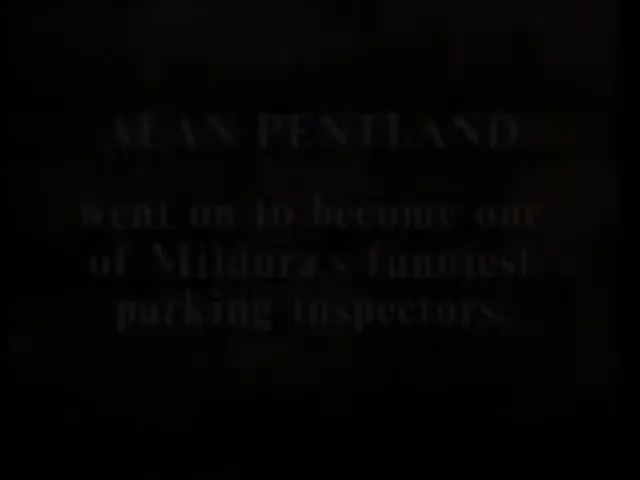 ALAN PENTLAND
went on to become one
of Mildura's funniest
parking inspectors.